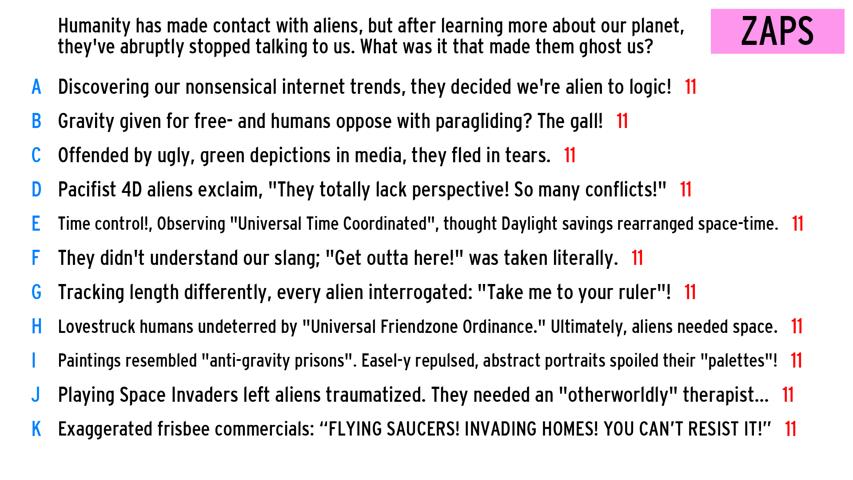 Humanity has made contact with aliens, but after learning more about our planet,
they've abruptly stopped talking to us. What was it that made them ghost us?
ZAPS
A Discovering our nonsensical internet trends, they decided we're alien to logic! 11
B Gravity given for free- and humans oppose with paragliding? The gall! 11
C Offended by ugly, green depictions in media, they fled in tears. 11
D Pacifist 4D aliens exclaim, "They totally lack perspective! So many conflicts!" 11
E Time control!, Observing "Universal Time Coordinated", thought Daylight savings rearranged space-time. 11
F They didn't understand our slang; "Get outta here!" was taken literally. 11
G Tracking length differently, every alien interrogated: "Take me to your ruler"! 11
H Lovestruck humans undeterred by "Universal Friendzone Ordinance." Ultimately, aliens needed space. 11
I Paintings resembled "anti-gravity prisons". Easel-y repulsed, abstract portraits spoiled their "palettes"! 11
J Playing Space Invaders left aliens traumatized. They needed an "otherworldly" therapist... 11
K Exaggerated frisbee commercials: “FLYING SAUCERS! INVADING HOMES! YOU CAN’T RESIST IT!” 11